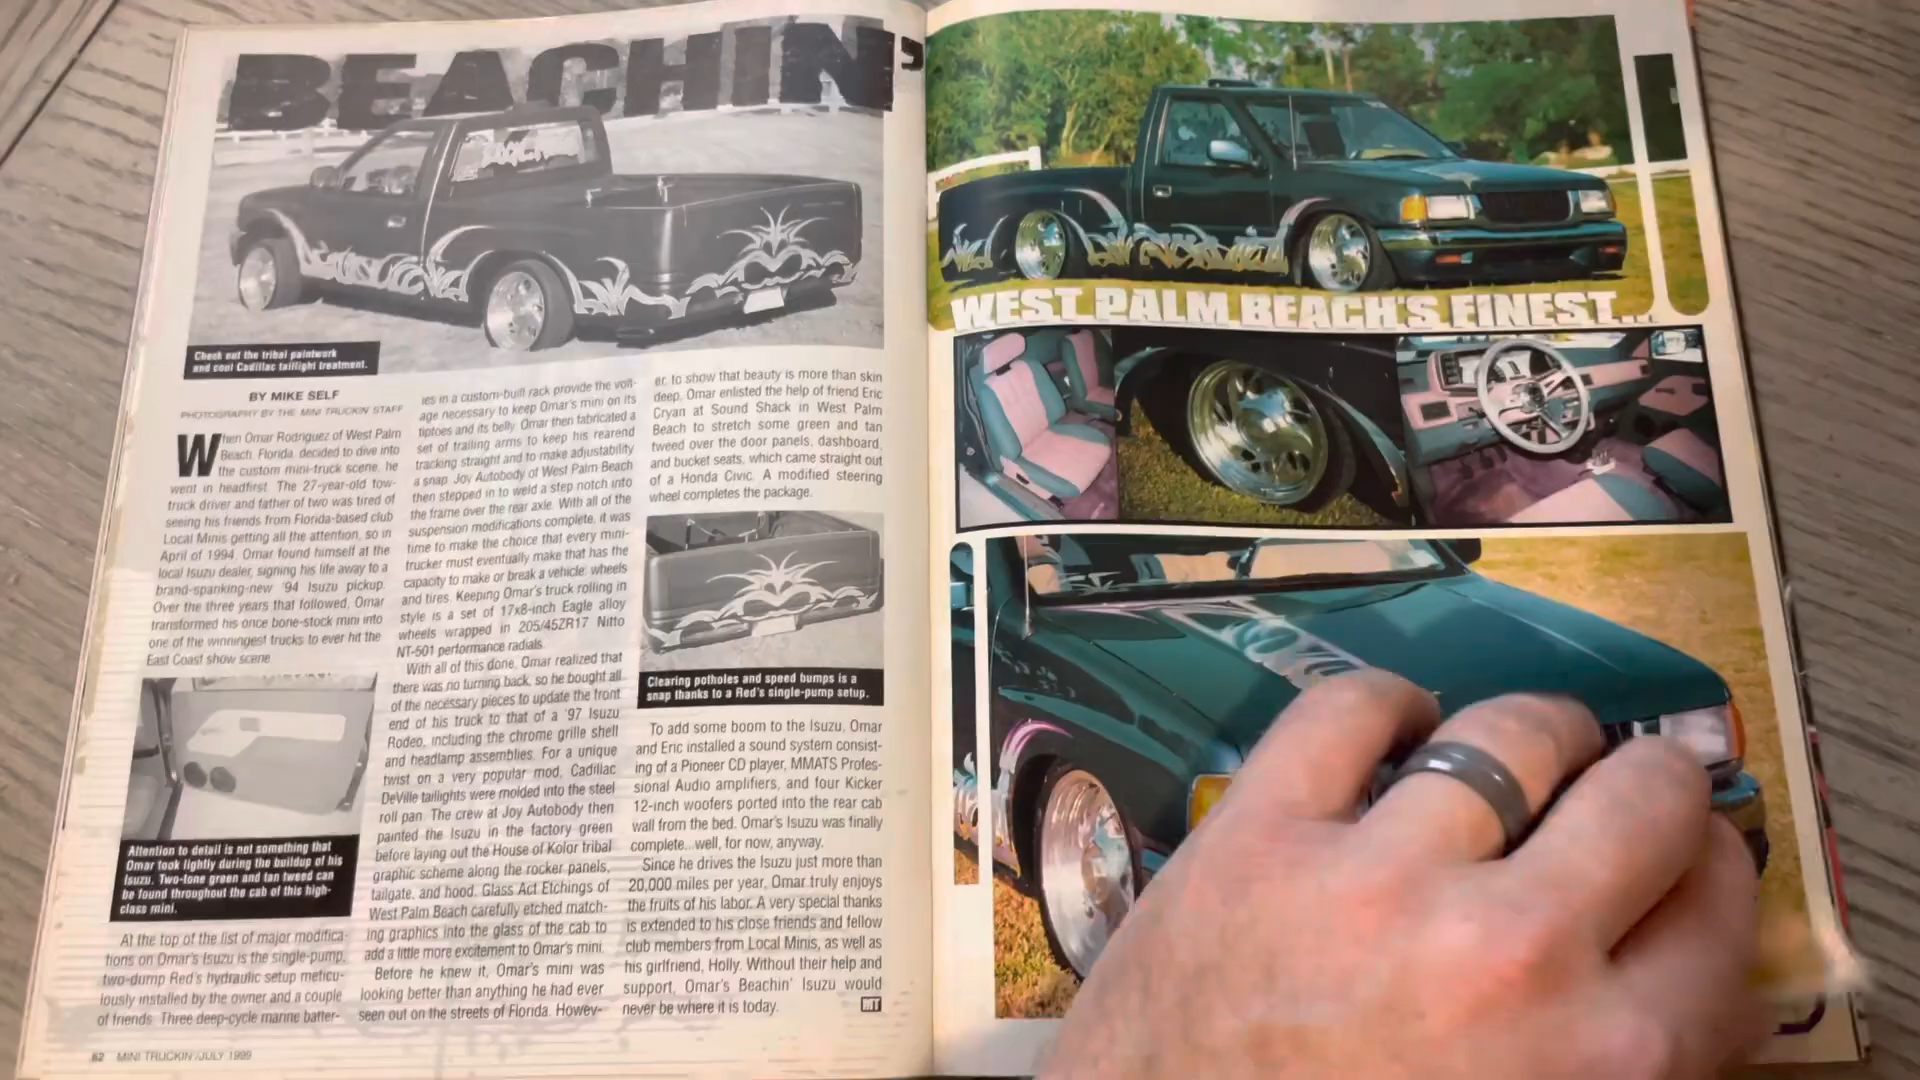 BEACHIN'
Check out the tribal paintwork
and cool Cadillac taillight treatment.
BY MIKE SELF
PHOTOGRAPHY BY THE MINI TRUCKIN STAFF
When Omar Rodriguez of West Palm
Beach, Florida, decided to dive into
the custom mini-truck scene, he
went in headfirst. The 27-year-old tow-
truck driver and father of two was tired of
seeing his friends from Florida-based club
Local Minis getting all the attention, so in
April of 1994, Omar found himself at the
local Isuzu dealer, signing his life away to a
brand-spanking-new '94 Isuzu pickup.
Over the three years that followed, Omar
transformed his once bone-stock mini into
one of the winningest trucks to ever hit the
East Coast show scene.
Attention to detail is not something that
Omar took lightly during the buildup of his
Isuzu. Two-tone green and tan tweed can
be found throughout the cab of this high-
class mini.
At the top of the list of major modifica-
tions on Omar's Isuzu is the single-pump,
two-dump Red's hydraulic setup meticu-
lously installed by the owner and a couple
of friends. Three deep-cycle marine batter-
ies in a custom-built rack provide the volt-
age necessary to keep Omar's mini on its
tiptoes and its belly. Omar then fabricated a
set of trailing arms to keep his rearend
tracking straight and to make adjustability
a snap. Joy Autobody of West Palm Beach
then stepped in to weld a step notch into
the frame over the rear axle. With all of the
suspension modifications complete, it was
time to make the choice that every mini-
trucker must eventually make that has the
capacity to make or break a vehicle: wheels
and tires. Keeping Omar's truck rolling in
style is a set of 17x8-inch Eagle alloy
wheels wrapped in 205/45ZR17 Nitto
NT-501 performance radials.
With all of this done, Omar realized that
there was no turning back, so he bought all
of the necessary pieces to update the front
end of his truck to that of a '97 Isuzu
Rodeo, including the chrome grille shell
and headlamp assemblies. For a unique
twist on a very popular mod, Cadillac
DeVille taillights were molded into the steel
roll pan. The crew at Joy Autobody then
painted the Isuzu in the factory green
before laying out the House of Kolor tribal
graphic scheme along the rocker panels,
tailgate, and hood. Glass Act Etchings of
West Palm Beach carefully etched match-
ing graphics into the glass of the cab to
add a little more excitement to Omar's mini.
Before he knew it, Omar's mini was
looking better than anything he had ever
seen out on the streets of Florida. Howev-
er, to show that beauty is more than skin
deep, Omar enlisted the help of friend Eric
Cryan at Sound Shack in West Palm
Beach to stretch some green and tan
tweed over the door panels, dashboard,
and bucket seats, which came straight out
of a Honda Civic. A modified steering
wheel completes the package.
Clearing potholes and speed bumps is a
snap thanks to a Red's single-pump setup.
To add some boom to the Isuzu, Omar
and Eric installed a sound system consist-
ing of a Pioneer CD player, MMATS Profes-
sional Audio amplifiers, and four Kicker
12-inch woofers ported into the rear cab
wall from the bed. Omar's Isuzu was finally
complete...well, for now, anyway.
Since he drives the Isuzu just more than
20,000 miles per year, Omar truly enjoys
the fruits of his labor. A very special thanks
is extended to his close friends and fellow
club members from Local Minis, as well as
his girlfriend, Holly. Without their help and
support, Omar's Beachin' Isuzu would
never be where it is today. MT
82 MINI TRUCKIN'/JULY 1999
WEST PALM BEACH'S FINEST...